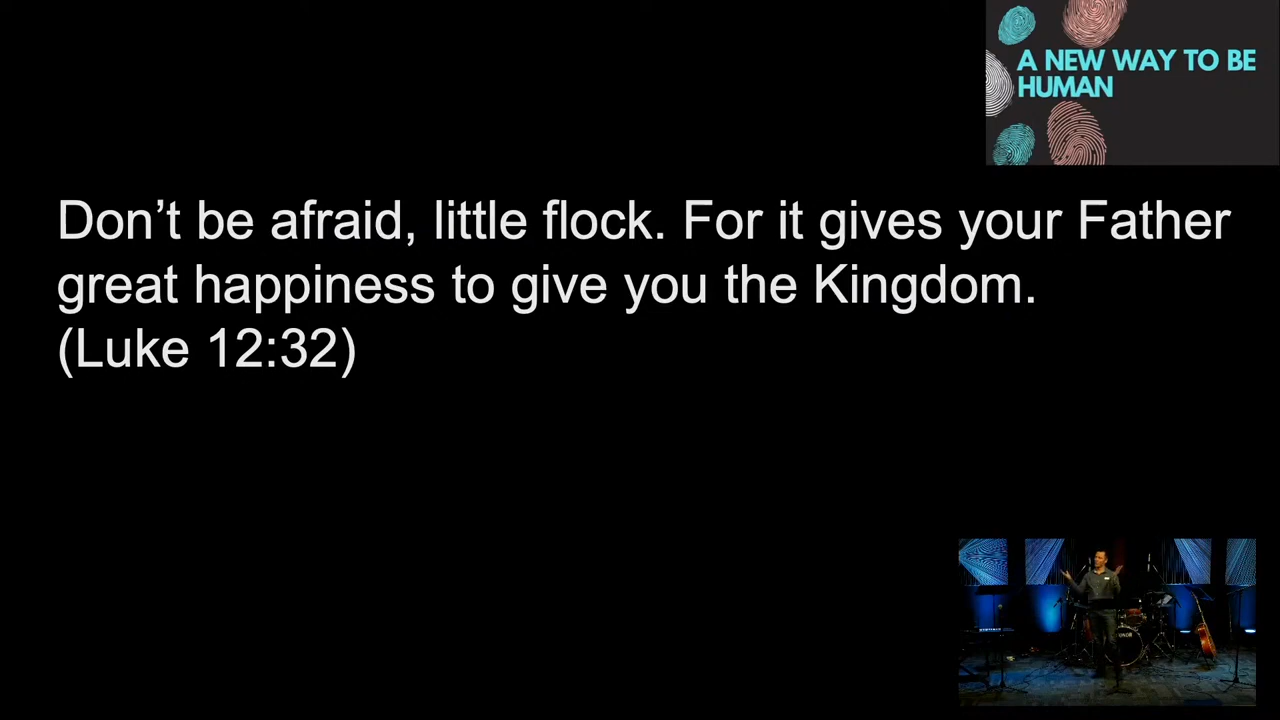 A NEW WAY TO BE
HUMAN
Don’t be afraid, little flock. For it gives your Father
great happiness to give you the Kingdom.
(Luke 12:32)